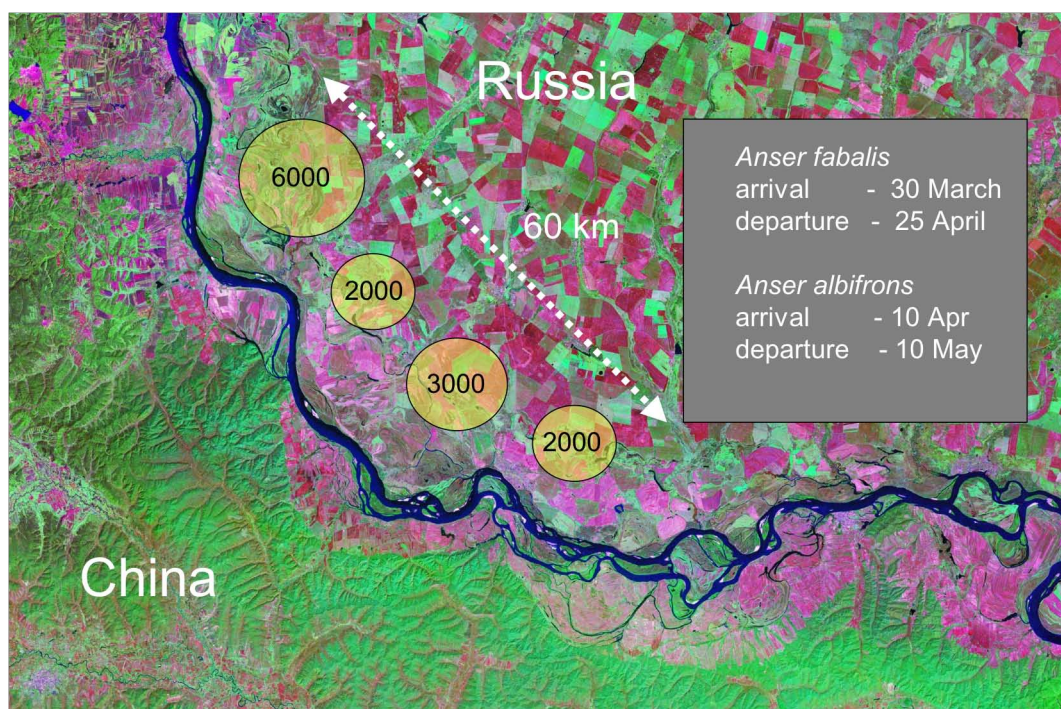 Russia
6000
60 km
2000
3000
2000
China
Anser fabalis
arrival - 30 March
departure - 25 April
Anser albifrons
arrival - 10 Apr
departure - 10 May